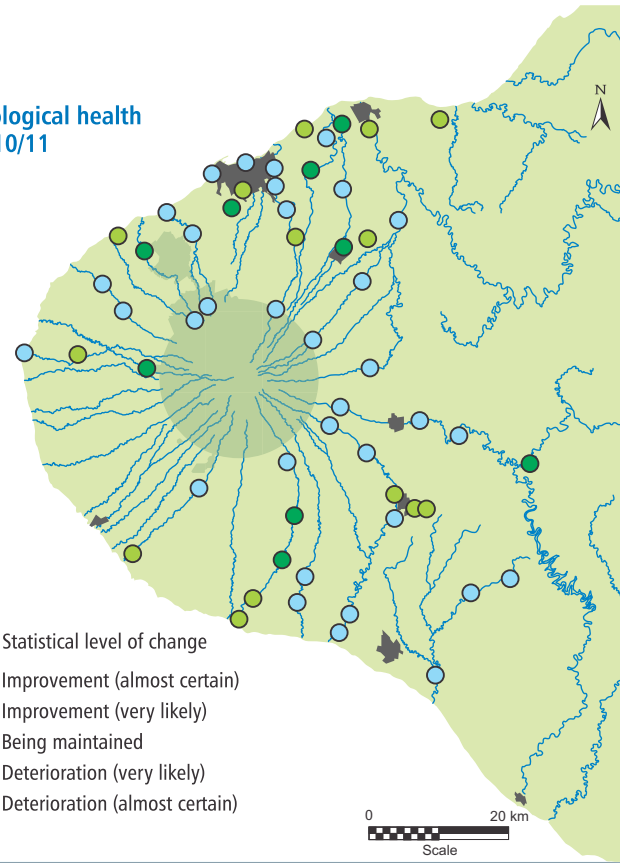 ological health
10/11
N
Statistical level of change
Improvement (almost certain)
Improvement (very likely)
Being maintained
Deterioration (very likely)
Deterioration (almost certain)
0 20 km
Scale